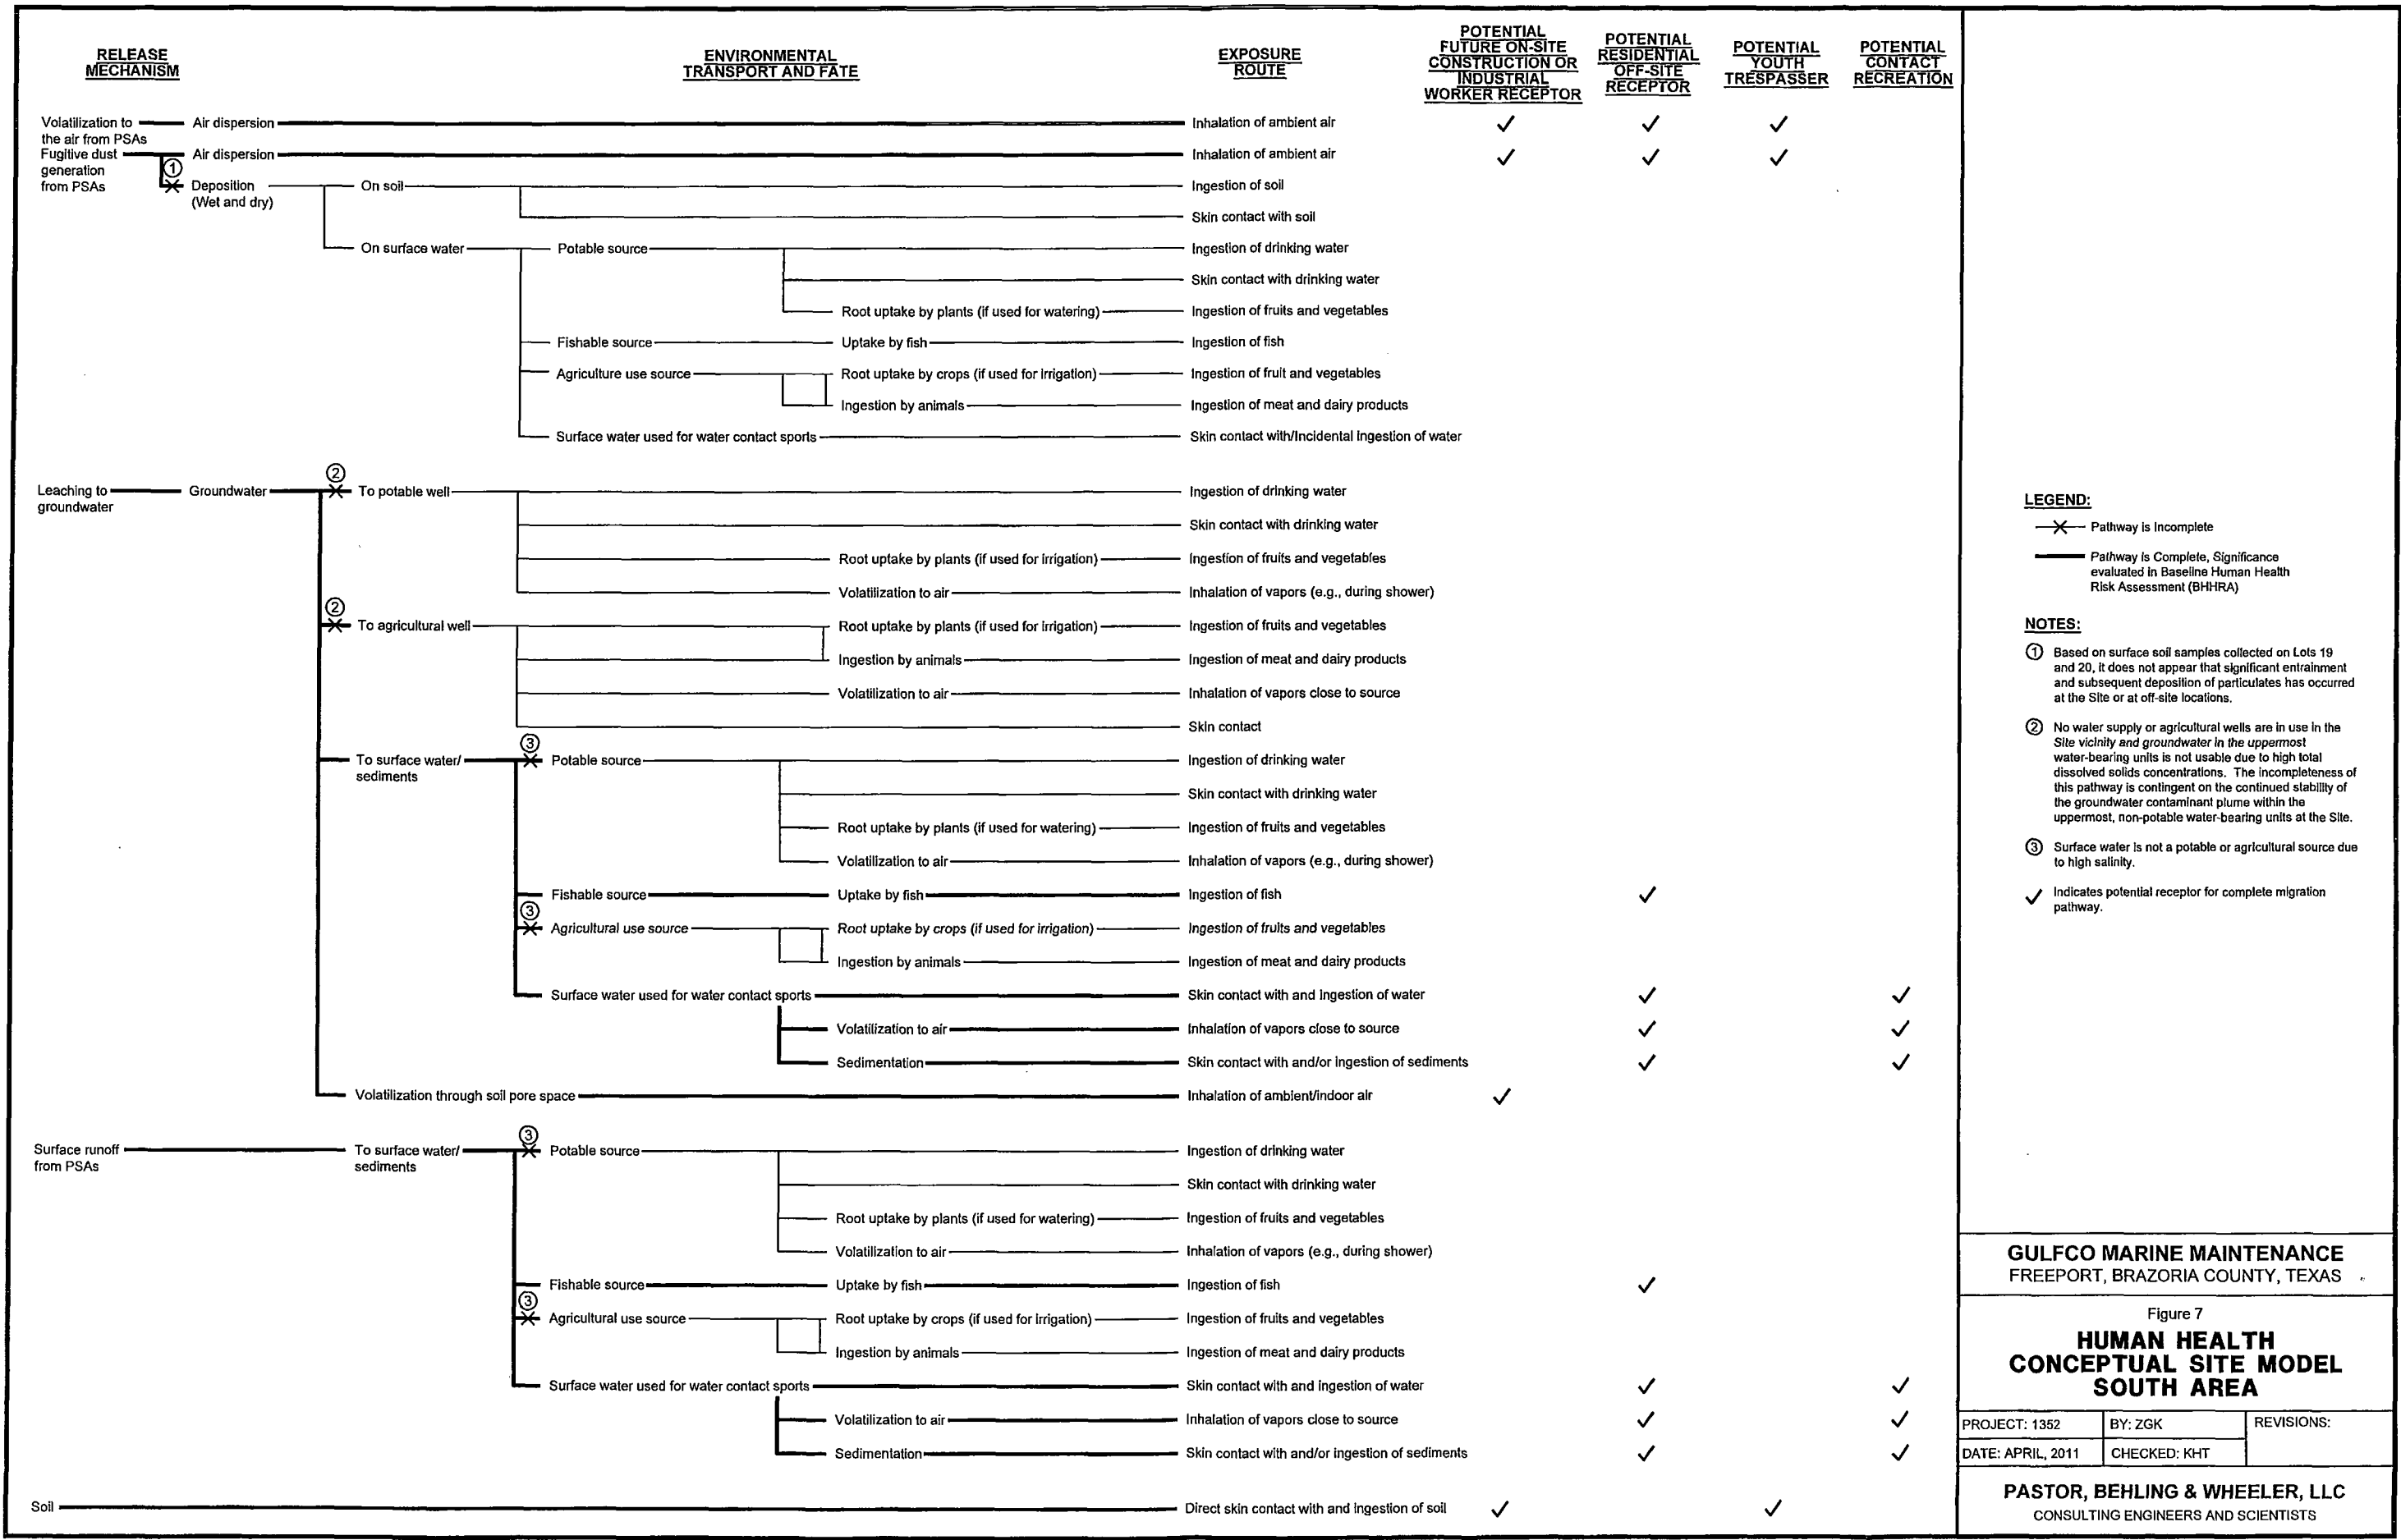 RELEASE
MECHANISM
ENVIRONMENTAL
TRANSPORT AND FATE
EXPOSURE
ROUTE
POTENTIAL
FUTURE ON-SITE
CONSTRUCTION OR
INDUSTRIAL
WORKER RECEPTOR
POTENTIAL
RESIDENTIAL
OFF-SITE
RECEPTOR
POTENTIAL
YOUTH
TRESPASSER
POTENTIAL
CONTACT
RECREATION
Volatilization to
the air from PSAs
Air dispersion
Inhalation of ambient air
✓ ✓ ✓
Fugitive dust
generation
from PSAs
Air dispersion
Inhalation of ambient air
✓ ✓ ✓
①
Deposition
(Wet and dry)
On soil
Ingestion of soil
Skin contact with soil
On surface water
Potable source
Ingestion of drinking water
Skin contact with drinking water
Root uptake by plants (if used for watering)
Ingestion of fruits and vegetables
Fishable source
Uptake by fish
Ingestion of fish
Agriculture use source
Root uptake by crops (if used for irrigation)
Ingestion of fruit and vegetables
Ingestion by animals
Ingestion of meat and dairy products
Surface water used for water contact sports
Skin contact with/incidental ingestion of water
Leaching to
groundwater
Groundwater
②
To potable well
Ingestion of drinking water
Skin contact with drinking water
Root uptake by plants (if used for irrigation)
Ingestion of fruits and vegetables
Volatilization to air
Inhalation of vapors (e.g., during shower)
②
To agricultural well
Root uptake by plants (if used for irrigation)
Ingestion of fruits and vegetables
Ingestion by animals
Ingestion of meat and dairy products
Volatilization to air
Inhalation of vapors close to source
Skin contact
To surface water/
sediments
③
Potable source
Ingestion of drinking water
Skin contact with drinking water
Root uptake by plants (if used for watering)
Ingestion of fruits and vegetables
Volatilization to air
Inhalation of vapors (e.g., during shower)
Fishable source
Uptake by fish
Ingestion of fish
✓
③
Agricultural use source
Root uptake by crops (if used for irrigation)
Ingestion of fruits and vegetables
Ingestion by animals
Ingestion of meat and dairy products
Surface water used for water contact sports
Skin contact with and ingestion of water
✓ ✓
Volatilization to air
Inhalation of vapors close to source
✓ ✓
Sedimentation
Skin contact with and/or ingestion of sediments
✓ ✓
Volatilization through soil pore space
Inhalation of ambient/indoor air
✓
Surface runoff
from PSAs
To surface water/
sediments
③
Potable source
Ingestion of drinking water
Skin contact with drinking water
Root uptake by plants (if used for watering)
Ingestion of fruits and vegetables
Volatilization to air
Inhalation of vapors (e.g., during shower)
Fishable source
Uptake by fish
Ingestion of fish
✓
③
Agricultural use source
Root uptake by crops (if used for irrigation)
Ingestion of fruits and vegetables
Ingestion by animals
Ingestion of meat and dairy products
Surface water used for water contact sports
Skin contact with and ingestion of water
✓ ✓
Volatilization to air
Inhalation of vapors close to source
✓ ✓
Sedimentation
Skin contact with and/or ingestion of sediments
✓ ✓
Soil
Direct skin contact with and ingestion of soil
✓ ✓
LEGEND:
Pathway is Incomplete
Pathway is Complete, Significance
evaluated in Baseline Human Health
Risk Assessment (BHHRA)
NOTES:
① Based on surface soil samples collected on Lots 19
and 20, it does not appear that significant entrainment
and subsequent deposition of particulates has occurred
at the Site or at off-site locations.
② No water supply or agricultural wells are in use in the
Site vicinity and groundwater in the uppermost
water-bearing units is not usable due to high total
dissolved solids concentrations. The incompleteness of
this pathway is contingent on the continued stability of
the groundwater contaminant plume within the
uppermost, non-potable water-bearing units at the Site.
③ Surface water is not a potable or agricultural source due
to high salinity.
✓ Indicates potential receptor for complete migration
pathway.
GULFCO MARINE MAINTENANCE
FREEPORT, BRAZORIA COUNTY, TEXAS
Figure 7
HUMAN HEALTH
CONCEPTUAL SITE MODEL
SOUTH AREA
PROJECT: 1352
BY: ZGK
REVISIONS:
DATE: APRIL, 2011
CHECKED: KHT
PASTOR, BEHLING & WHEELER, LLC
CONSULTING ENGINEERS AND SCIENTISTS